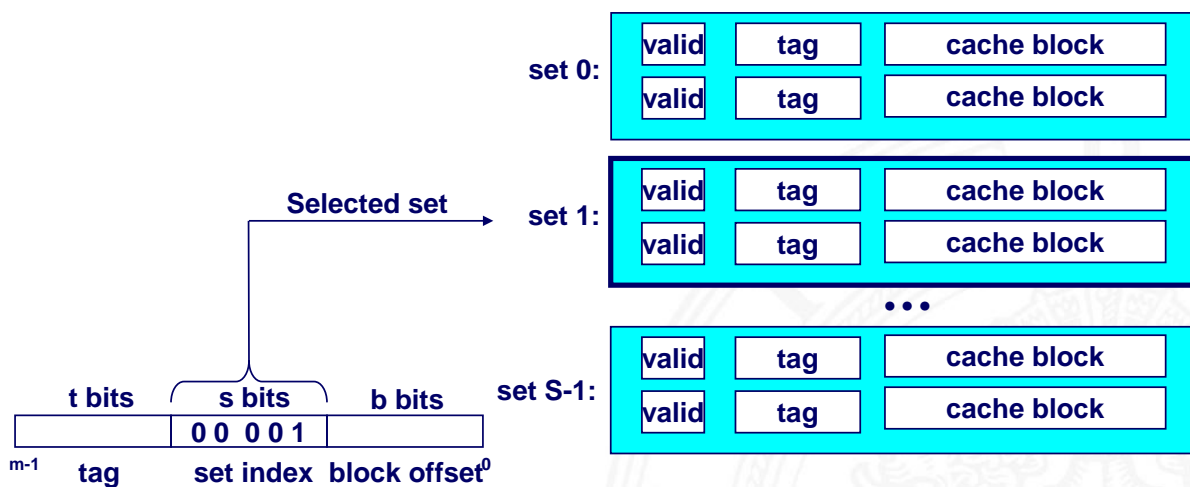 valid tag cache block
set 0:
valid tag cache block
Selected set
valid tag cache block
set 1:
valid tag cache block
• • •
valid tag cache block
set S-1:
valid tag cache block
t bits s bits b bits
0 0 0 0 1
m-1 0
tag set index block offset